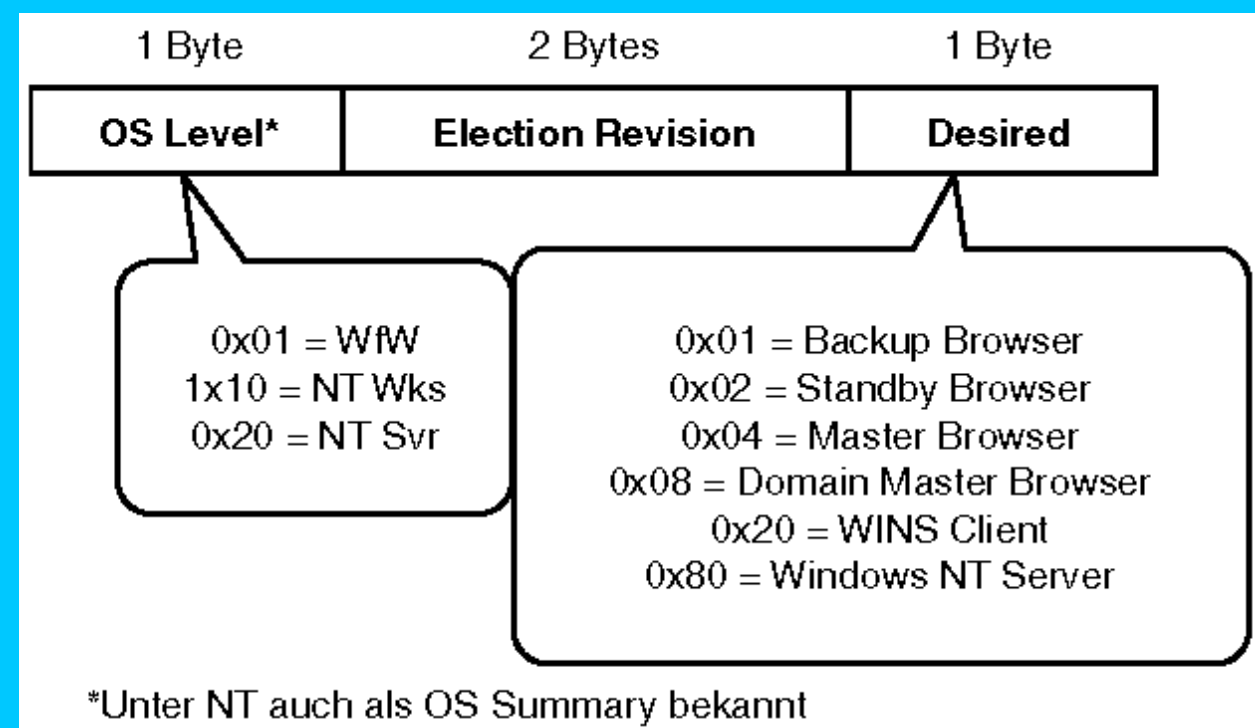 1 Byte 2 Bytes 1 Byte
OS Level* Election Revision Desired
0x01 = WfW
1x10 = NT Wks
0x20 = NT Svr
0x01 = Backup Browser
0x02 = Standby Browser
0x04 = Master Browser
0x08 = Domain Master Browser
0x20 = WINS Client
0x80 = Windows NT Server
*Unter NT auch als OS Summary bekannt